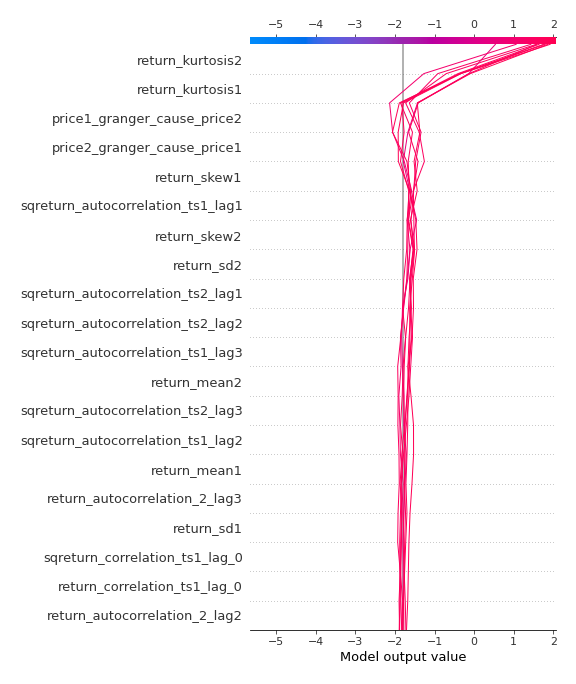 −5 −4 −3 −2 −1 0 1 2
return_kurtosis2
return_kurtosis1
price1_granger_cause_price2
price2_granger_cause_price1
return_skew1
sqreturn_autocorrelation_ts1_lag1
return_skew2
return_sd2
sqreturn_autocorrelation_ts2_lag1
sqreturn_autocorrelation_ts2_lag2
sqreturn_autocorrelation_ts1_lag3
return_mean2
sqreturn_autocorrelation_ts2_lag3
sqreturn_autocorrelation_ts1_lag2
return_mean1
return_autocorrelation_2_lag3
return_sd1
sqreturn_correlation_ts1_lag_0
return_correlation_ts1_lag_0
return_autocorrelation_2_lag2
−5 −4 −3 −2 −1 0 1 2
Model output value